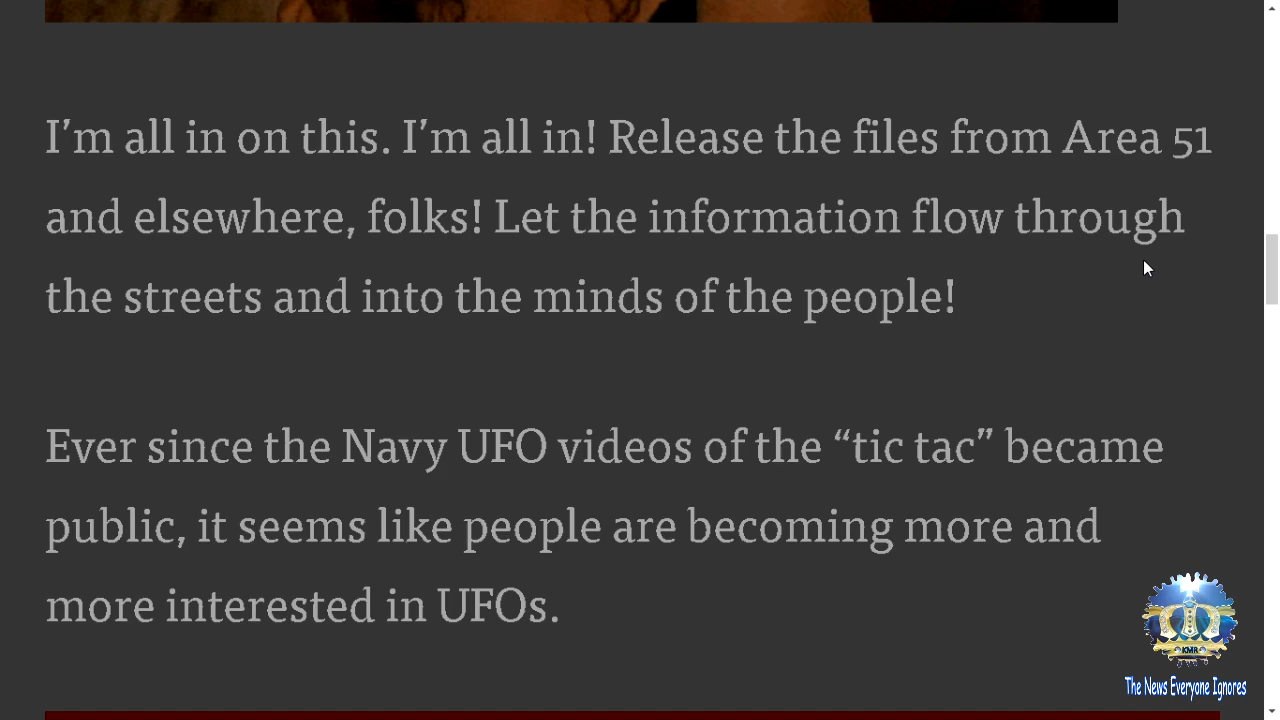 I’m all in on this. I’m all in! Release the files from Area 51
and elsewhere, folks! Let the information flow through
the streets and into the minds of the people!
Ever since the Navy UFO videos of the “tic tac” became
public, it seems like people are becoming more and
more interested in UFOs.
KMR
The News Everyone Ignores